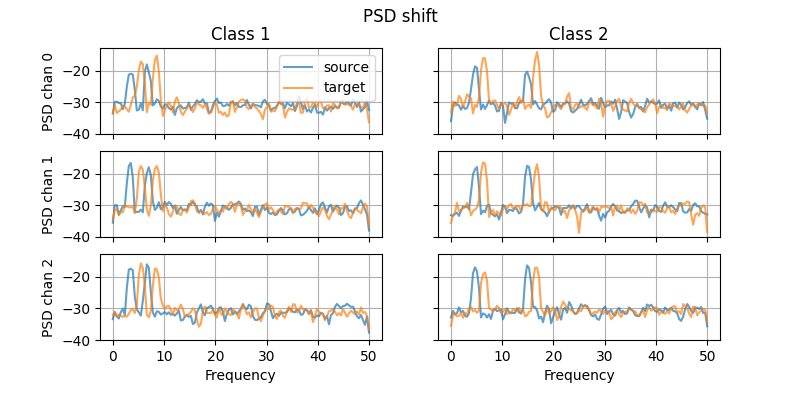 PSD shift
Class 1
Class 2
PSD chan 0
−20
−30
−40
source
target
PSD chan 1
−20
−30
−40
PSD chan 2
−20
−30
−40
0 10 20 30 40 50
0 10 20 30 40 50
Frequency
Frequency